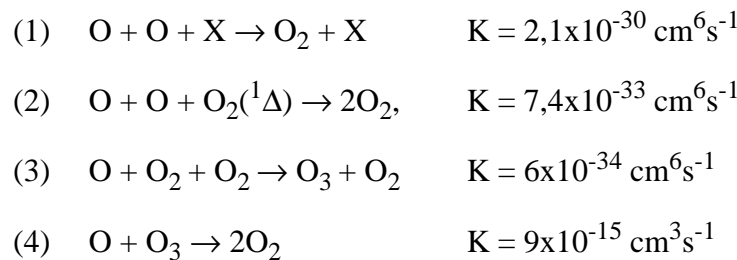 (1) O + O + X → O₂ + X K = 2,1x10⁻³⁰ cm⁶s⁻¹
(2) O + O + O₂(¹Δ) → 2O₂, K = 7,4x10⁻³³ cm⁶s⁻¹
(3) O + O₂ + O₂ → O₃ + O₂ K = 6x10⁻³⁴ cm⁶s⁻¹
(4) O + O₃ → 2O₂ K = 9x10⁻¹⁵ cm³s⁻¹